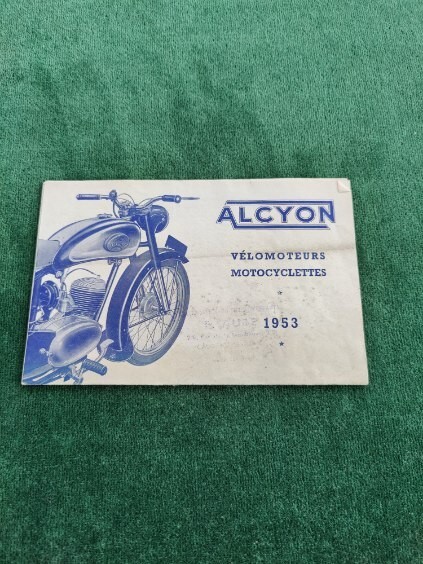 ALCYON
VÉLOMOTEURS
MOTOCYCLETTES
*
1953
*